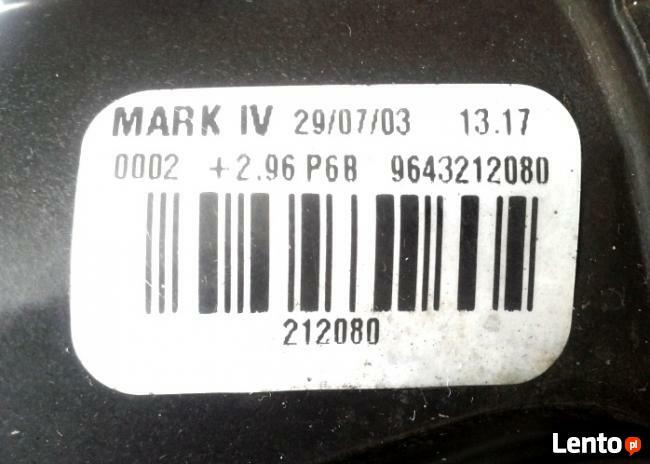 MARK IV 29/07/03 13.17
0002 +2.96 P6B 9643212080
212080
Lento.pl